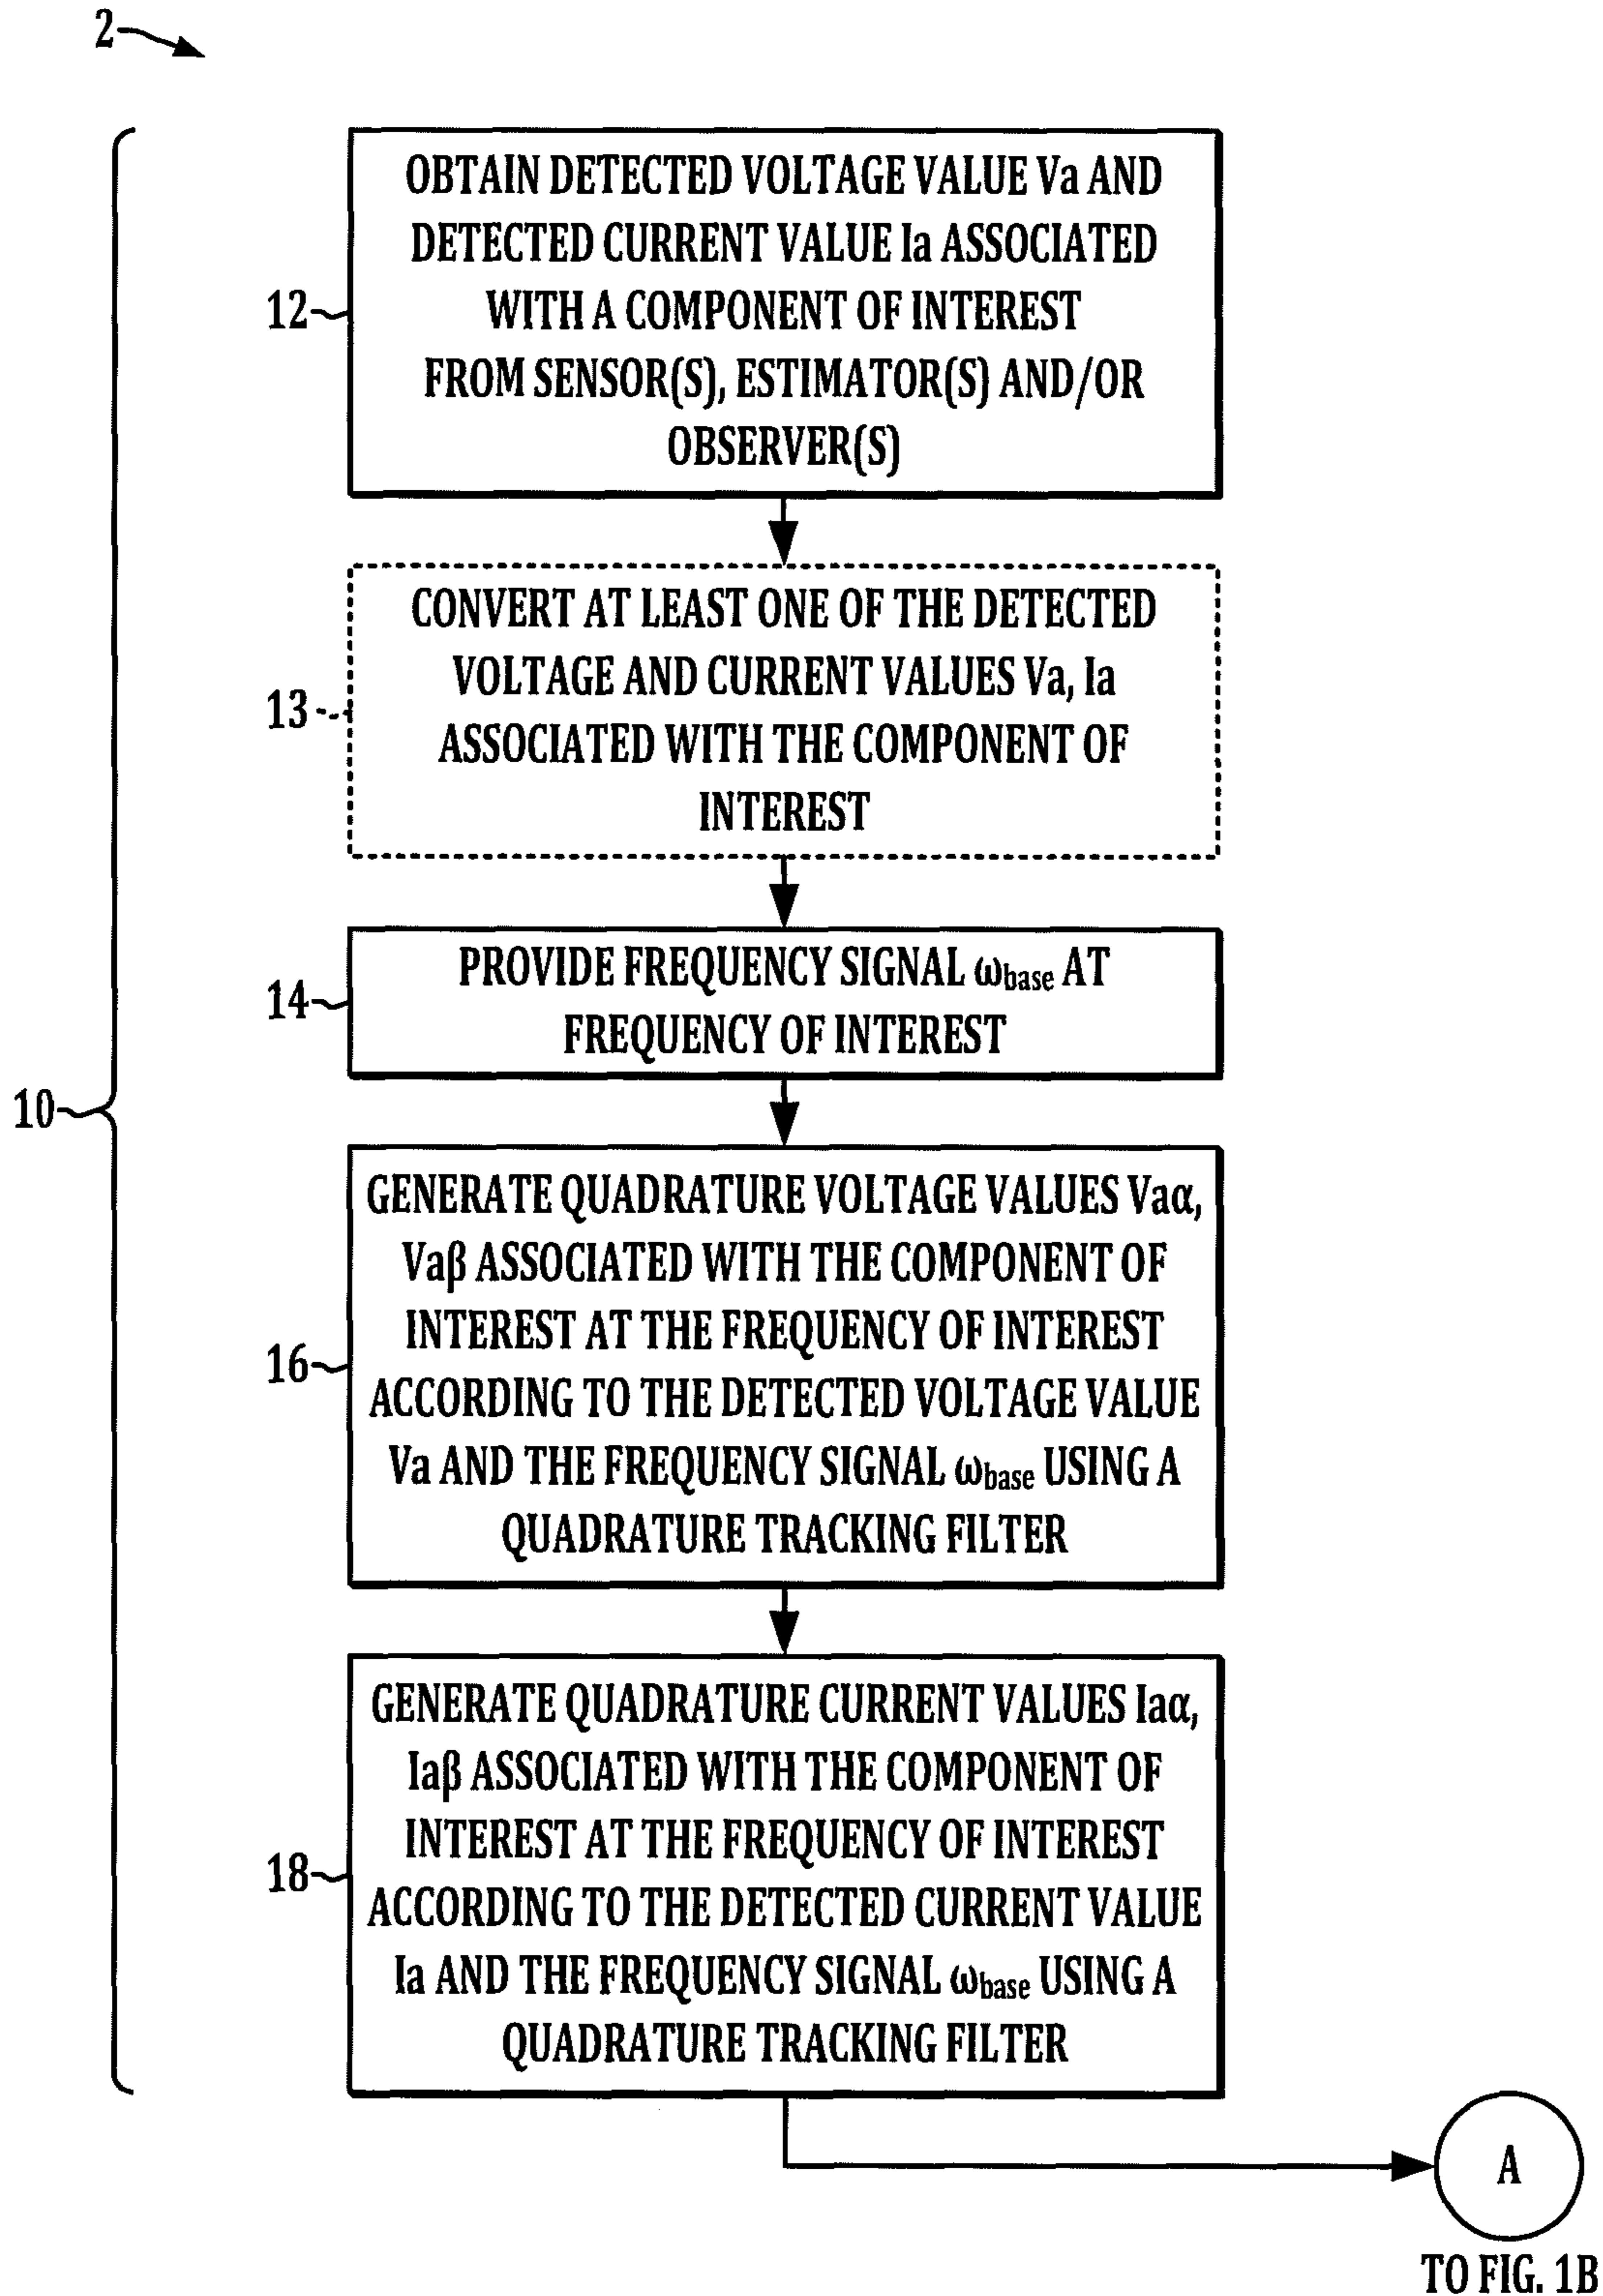 2
OBTAIN DETECTED VOLTAGE VALUE Va AND
DETECTED CURRENT VALUE Ia ASSOCIATED
WITH A COMPONENT OF INTEREST
FROM SENSOR(S), ESTIMATOR(S) AND/OR
OBSERVER(S)
12
CONVERT AT LEAST ONE OF THE DETECTED
VOLTAGE AND CURRENT VALUES Va, Ia
ASSOCIATED WITH THE COMPONENT OF
INTEREST
13
PROVIDE FREQUENCY SIGNAL ωbase AT
FREQUENCY OF INTEREST
14
10
GENERATE QUADRATURE VOLTAGE VALUES Vaα,
Vaβ ASSOCIATED WITH THE COMPONENT OF
INTEREST AT THE FREQUENCY OF INTEREST
ACCORDING TO THE DETECTED VOLTAGE VALUE
Va AND THE FREQUENCY SIGNAL ωbase USING A
QUADRATURE TRACKING FILTER
16
GENERATE QUADRATURE CURRENT VALUES Iaα,
Iaβ ASSOCIATED WITH THE COMPONENT OF
INTEREST AT THE FREQUENCY OF INTEREST
ACCORDING TO THE DETECTED CURRENT VALUE
Ia AND THE FREQUENCY SIGNAL ωbase USING A
QUADRATURE TRACKING FILTER
18
A
TO FIG. 1B